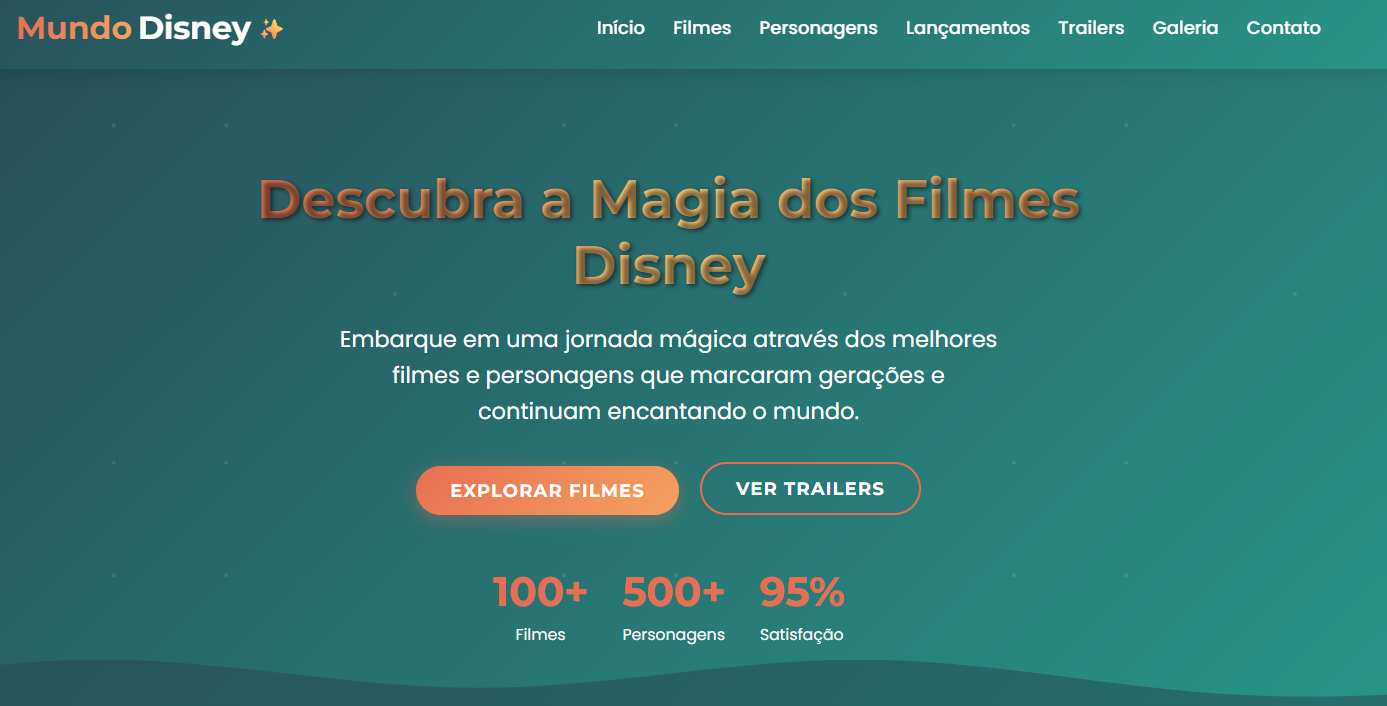 Mundo Disney ✨
Início Filmes Personagens Lançamentos Trailers Galeria Contato
Descubra a Magia dos Filmes
Disney
Embarque em uma jornada mágica através dos melhores
filmes e personagens que marcaram gerações e
continuam encantando o mundo.
EXPLORAR FILMES VER TRAILERS
100+ 500+ 95%
Filmes Personagens Satisfação